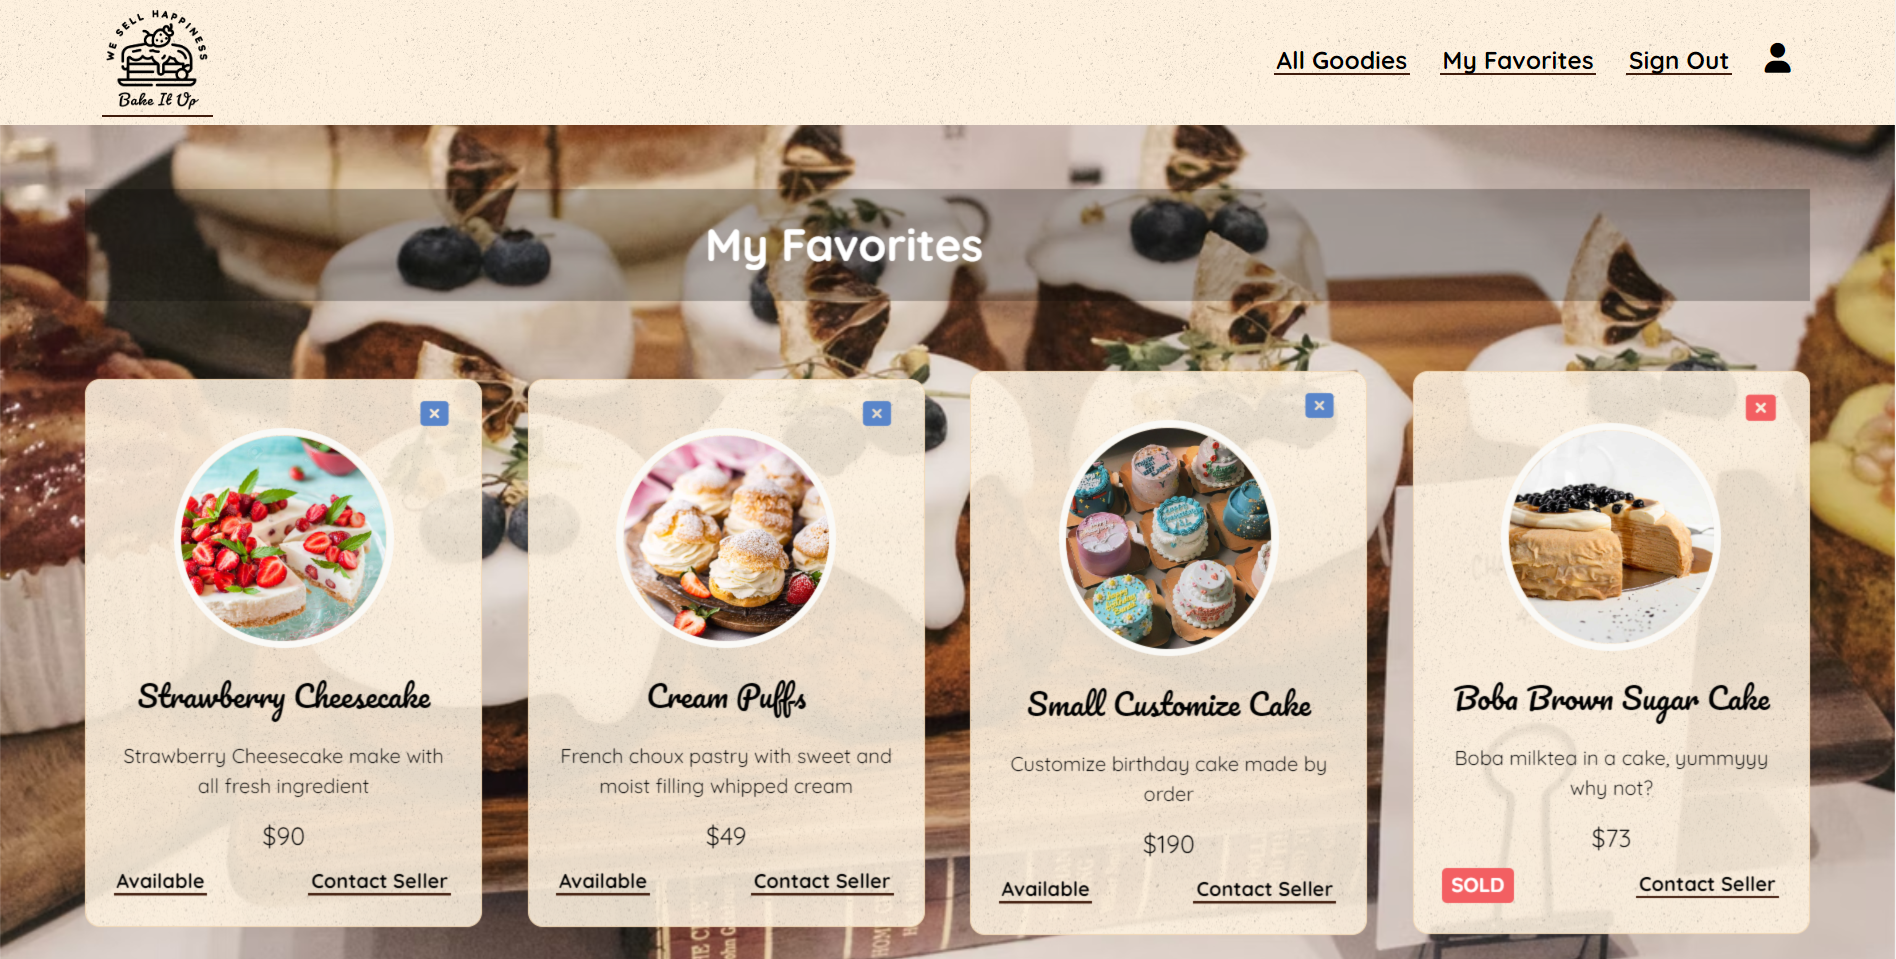 WE SELL HAPPINESS
Bake It Up
All Goodies
My Favorites
Sign Out
My Favorites
Strawberry Cheesecake
Strawberry Cheesecake make with
all fresh ingredient
$90
Available
Contact Seller
Cream Puffs
French choux pastry with sweet and
moist filling whipped cream
$49
Available
Contact Seller
Small Customize Cake
Customize birthday cake made by
order
$190
Available
Contact Seller
Boba Brown Sugar Cake
Boba milktea in a cake, yummyyy
why not?
$73
SOLD
Contact Seller